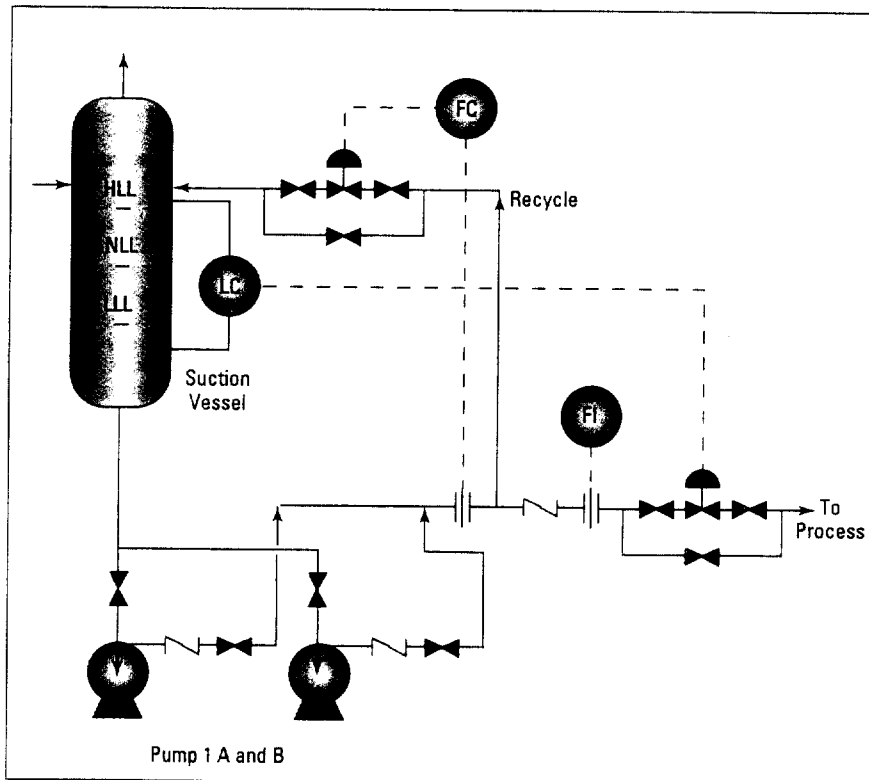 FC
HLL
Recycle
NLL
LC
LLL
Suction
Vessel
FI
To
Process
Pump 1 A and B